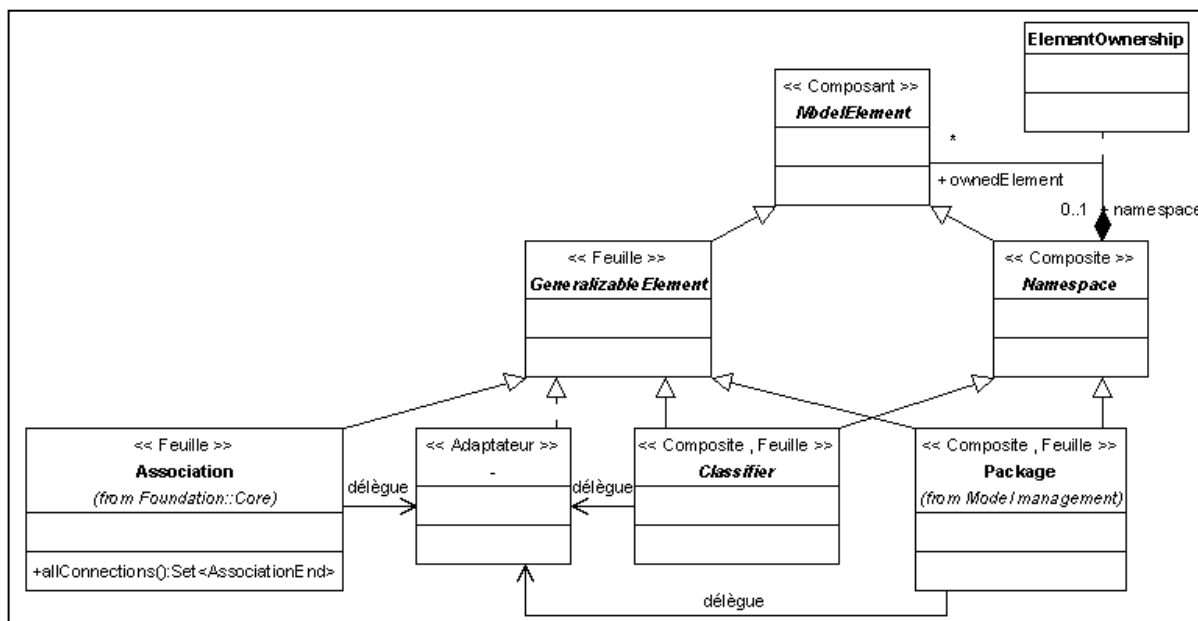 ElementOwnership
<< Composant >>
ModelElement
*
+ ownedElement
0..1
+ namespace
<< Feuille >>
GeneralizableElement
<< Composite >>
Namespace
<< Feuille >>
Association
(from Foundation::Core)
+allConnections():Set<AssociationEnd>
délègue
<< Adaptateur >>
-
délègue
<< Composite , Feuille >>
Classifier
<< Composite , Feuille >>
Package
(from Model management)
délègue